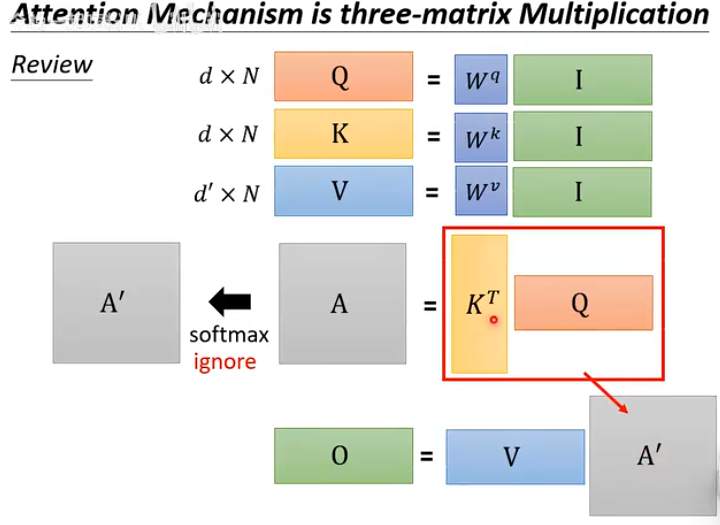 Attention Mechanism is three-matrix Multiplication
Review
d × N Q = W^q I
d × N K = W^k I
d′ × N V = W^v I
A′ A = K^T Q
softmax
ignore
O = V A′